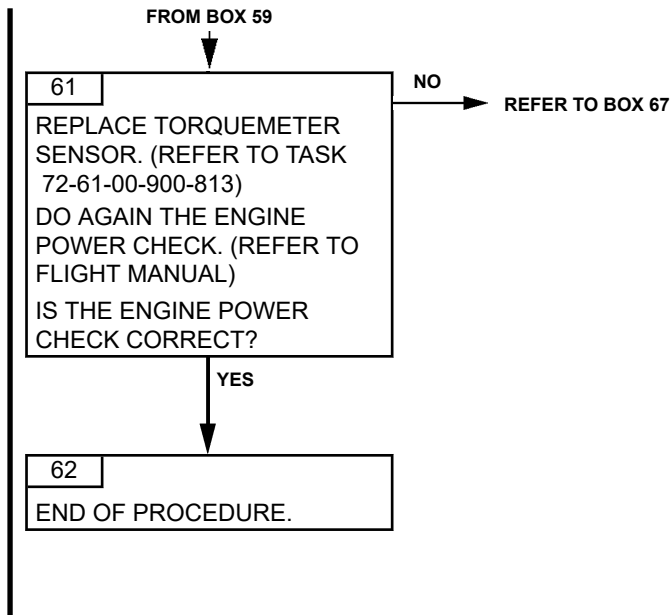 FROM BOX 59
61
NO
REFER TO BOX 67
REPLACE TORQUEMETER
SENSOR. (REFER TO TASK
72-61-00-900-813)
DO AGAIN THE ENGINE
POWER CHECK. (REFER TO
FLIGHT MANUAL)
IS THE ENGINE POWER
CHECK CORRECT?
YES
62
END OF PROCEDURE.